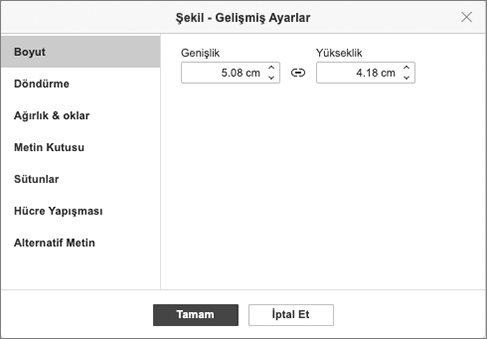 Şekil - Gelişmiş Ayarlar
Boyut
Döndürme
Ağırlık & oklar
Metin Kutusu
Sütunlar
Hücre Yapışması
Alternatif Metin
Genişlik Yükseklik
5.08 cm 4.18 cm
Tamam İptal Et